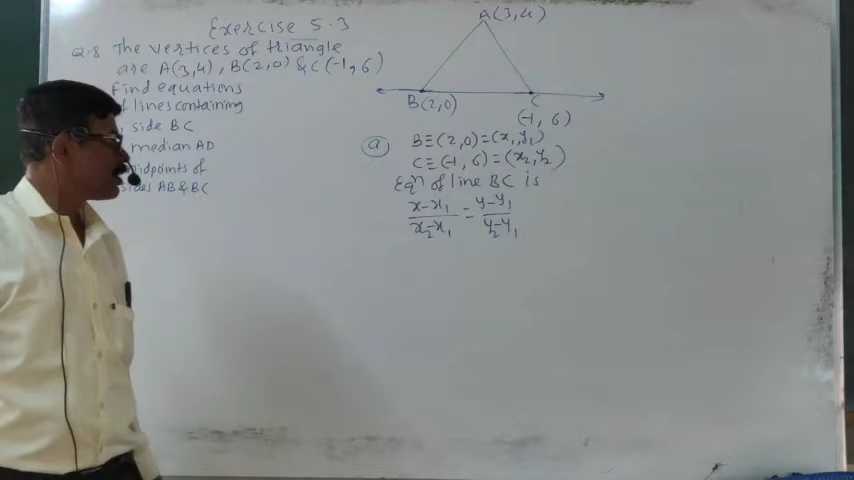 Exercise 5.3
Q.8 The vertices of triangle
are A(3,4), B(2,0) & C(-1,6)
Find equations
f lines containing
side BC
median AD
midpoints of
sides AB & BC
A(3,4)
B(2,0)
C
(-1, 6)
a
B≡(2,0)=(x₁,y₁)
C≡(-1,6)=(x₂,y₂)
Eqⁿ of line BC is
x-x₁/x₂-x₁ = y-y₁/y₂-y₁